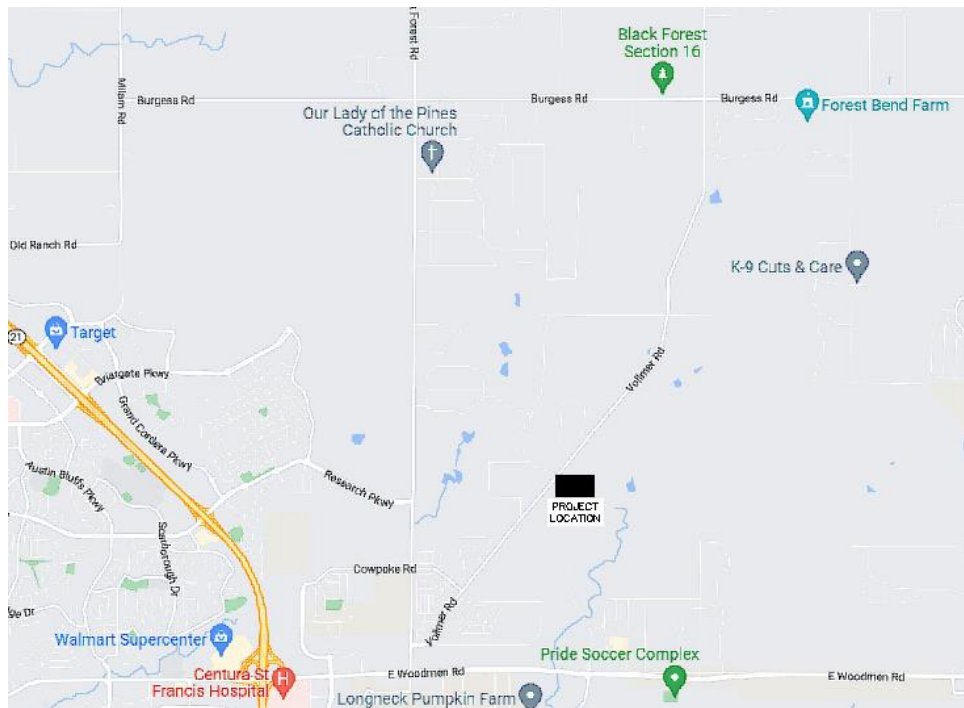 Black Forest
Section 16
t Forest Rd
Milam Rd
Burgess Rd
Burgess Rd
Burgess Rd
Forest Bend Farm
Our Lady of the Pines
Catholic Church
Old Ranch Rd
K-9 Cuts & Care
21
Target
Vollmer Rd
Briargate Pkwy
Grand Cordera Pkwy
Austin Bluffs Pkwy
Research Pkwy
PROJECT
LOCATION
Scarborough Dr
Cowpoke Rd
Vollmer Rd
Walmart Supercenter
Pride Soccer Complex
Centura St
Francis Hospital
H
E Woodmen Rd
E Woodmen Rd
Longneck Pumpkin Farm